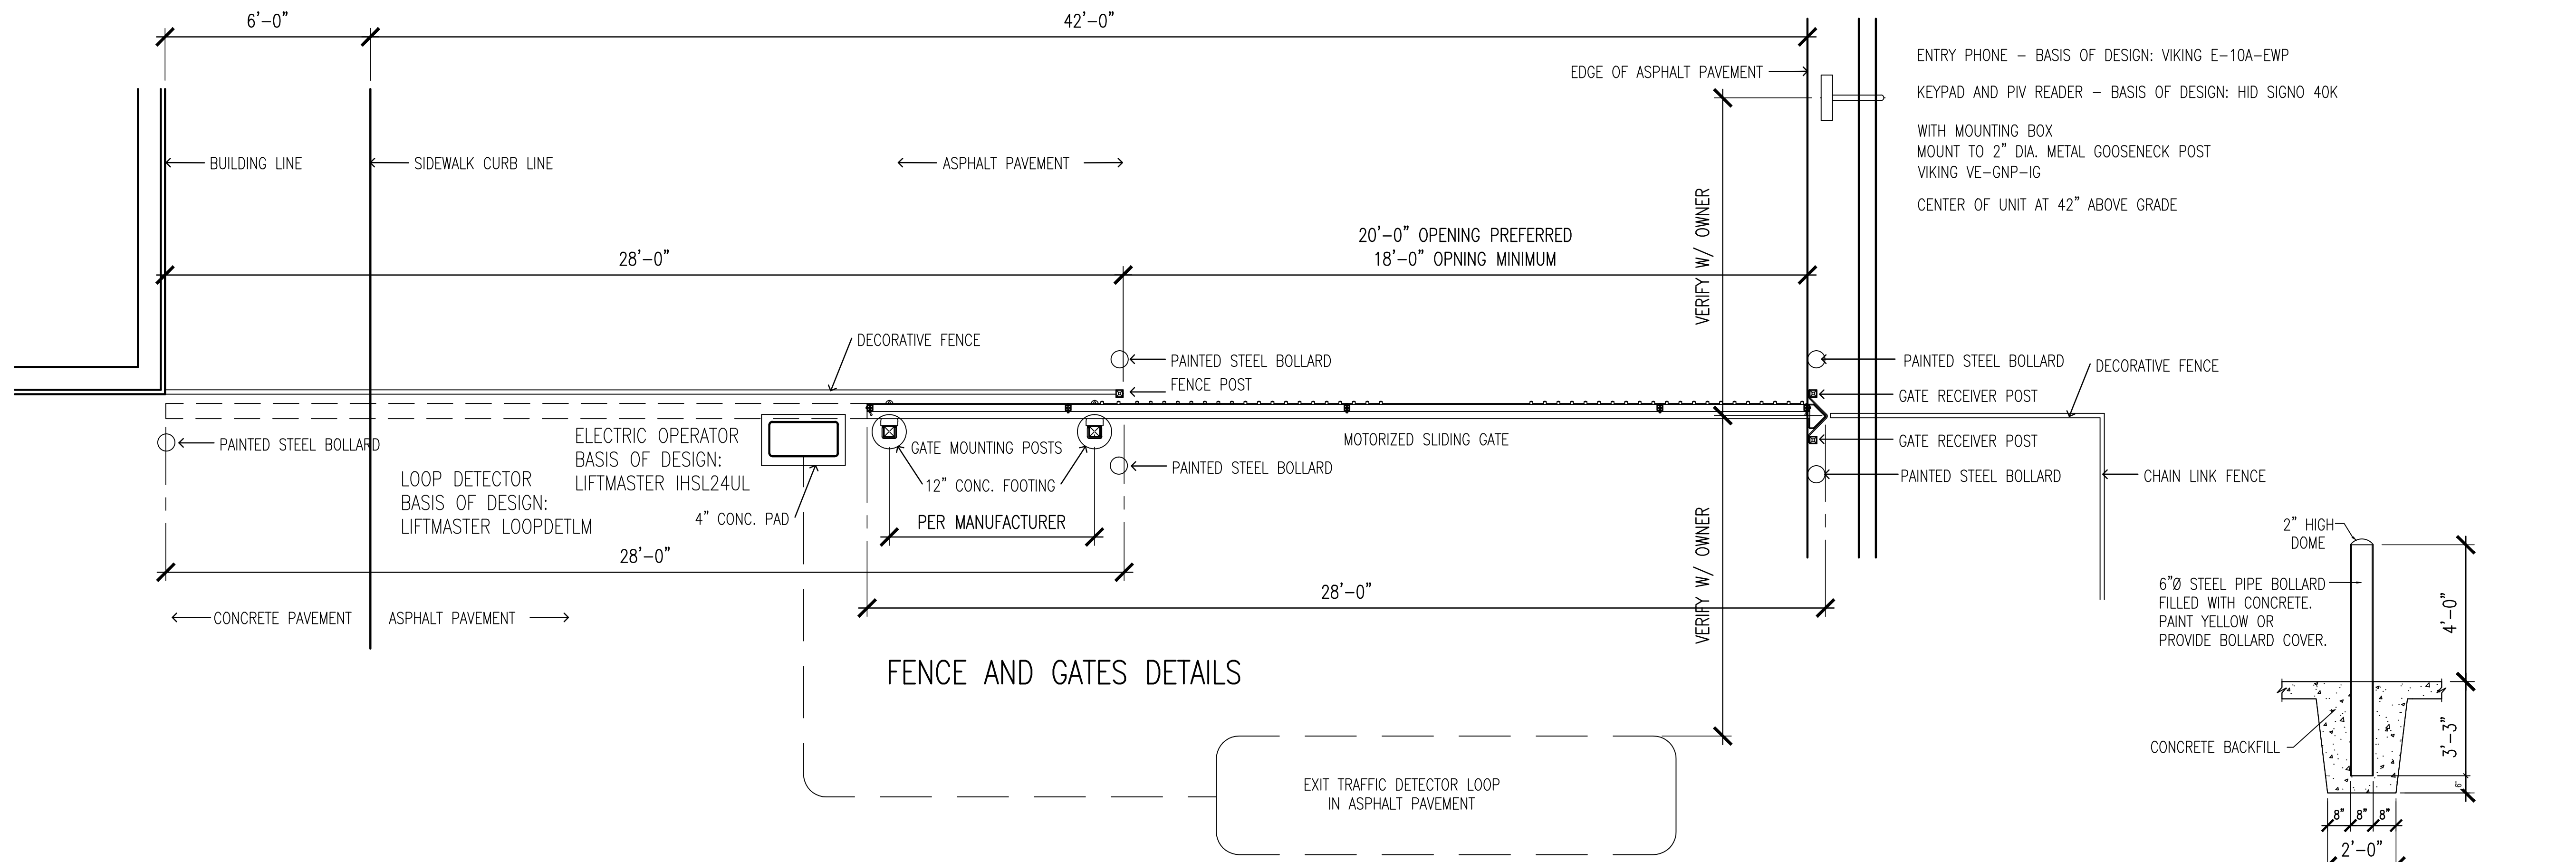 6'-0"
42'-0"
EDGE OF ASPHALT PAVEMENT
ENTRY PHONE - BASIS OF DESIGN: VIKING E-10A-EWP
KEYPAD AND PIV READER - BASIS OF DESIGN: HID SIGNO 40K
WITH MOUNTING BOX
MOUNT TO 2" DIA. METAL GOOSENECK POST
VIKING VE-GNP-IG
CENTER OF UNIT AT 42" ABOVE GRADE
BUILDING LINE
SIDEWALK CURB LINE
ASPHALT PAVEMENT
VERIFY W/ OWNER
28'-0"
20'-0" OPENING PREFERRED
18'-0" OPNING MINIMUM
DECORATIVE FENCE
PAINTED STEEL BOLLARD
FENCE POST
PAINTED STEEL BOLLARD
DECORATIVE FENCE
GATE RECEIVER POST
PAINTED STEEL BOLLARD
ELECTRIC OPERATOR
BASIS OF DESIGN:
LIFTMASTER IHSL24UL
GATE MOUNTING POSTS
MOTORIZED SLIDING GATE
GATE RECEIVER POST
LOOP DETECTOR
BASIS OF DESIGN:
LIFTMASTER LOOPDETLM
12" CONC. FOOTING
PAINTED STEEL BOLLARD
PAINTED STEEL BOLLARD
CHAIN LINK FENCE
4" CONC. PAD
PER MANUFACTURER
VERIFY W/ OWNER
28'-0"
28'-0"
CONCRETE PAVEMENT
ASPHALT PAVEMENT
FENCE AND GATES DETAILS
EXIT TRAFFIC DETECTOR LOOP
IN ASPHALT PAVEMENT
2" HIGH
DOME
6"Ø STEEL PIPE BOLLARD
FILLED WITH CONCRETE.
PAINT YELLOW OR
PROVIDE BOLLARD COVER.
4'-0"
3'-3"
CONCRETE BACKFILL
6"
8" 8" 8"
2'-0"